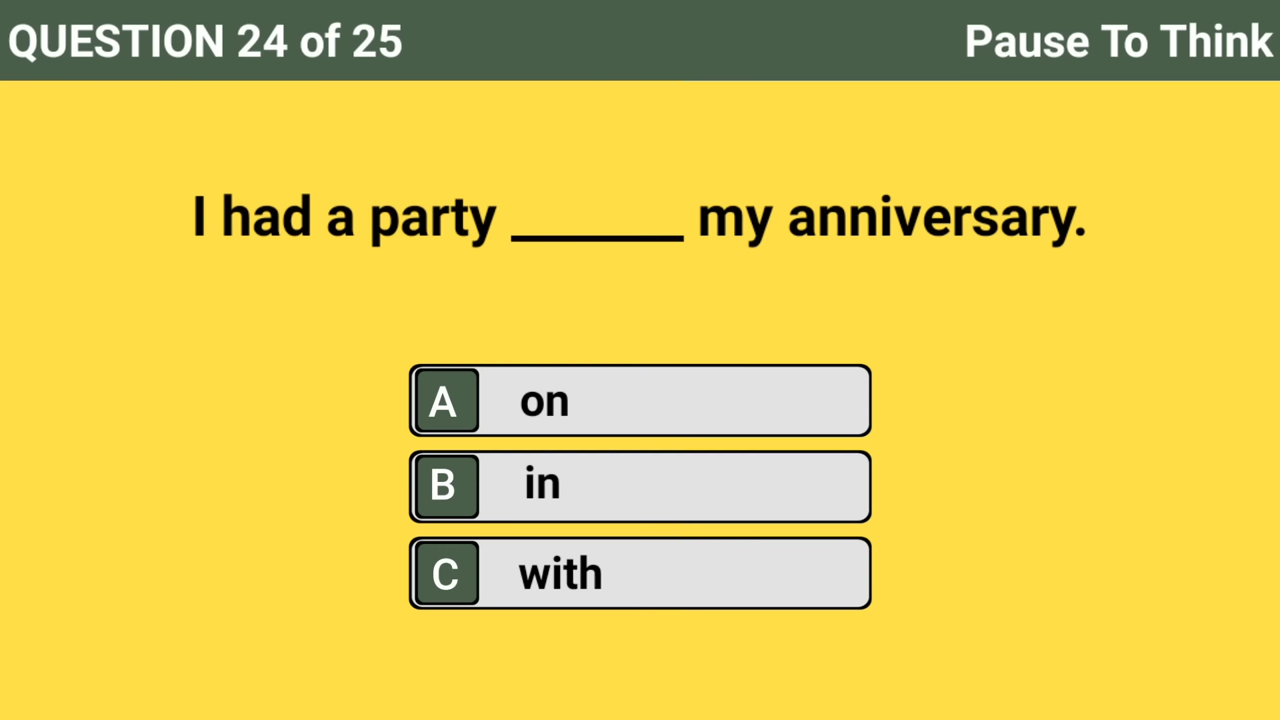 QUESTION 24 of 25
Pause To Think
I had a party ______ my anniversary.
A on
B in
C with